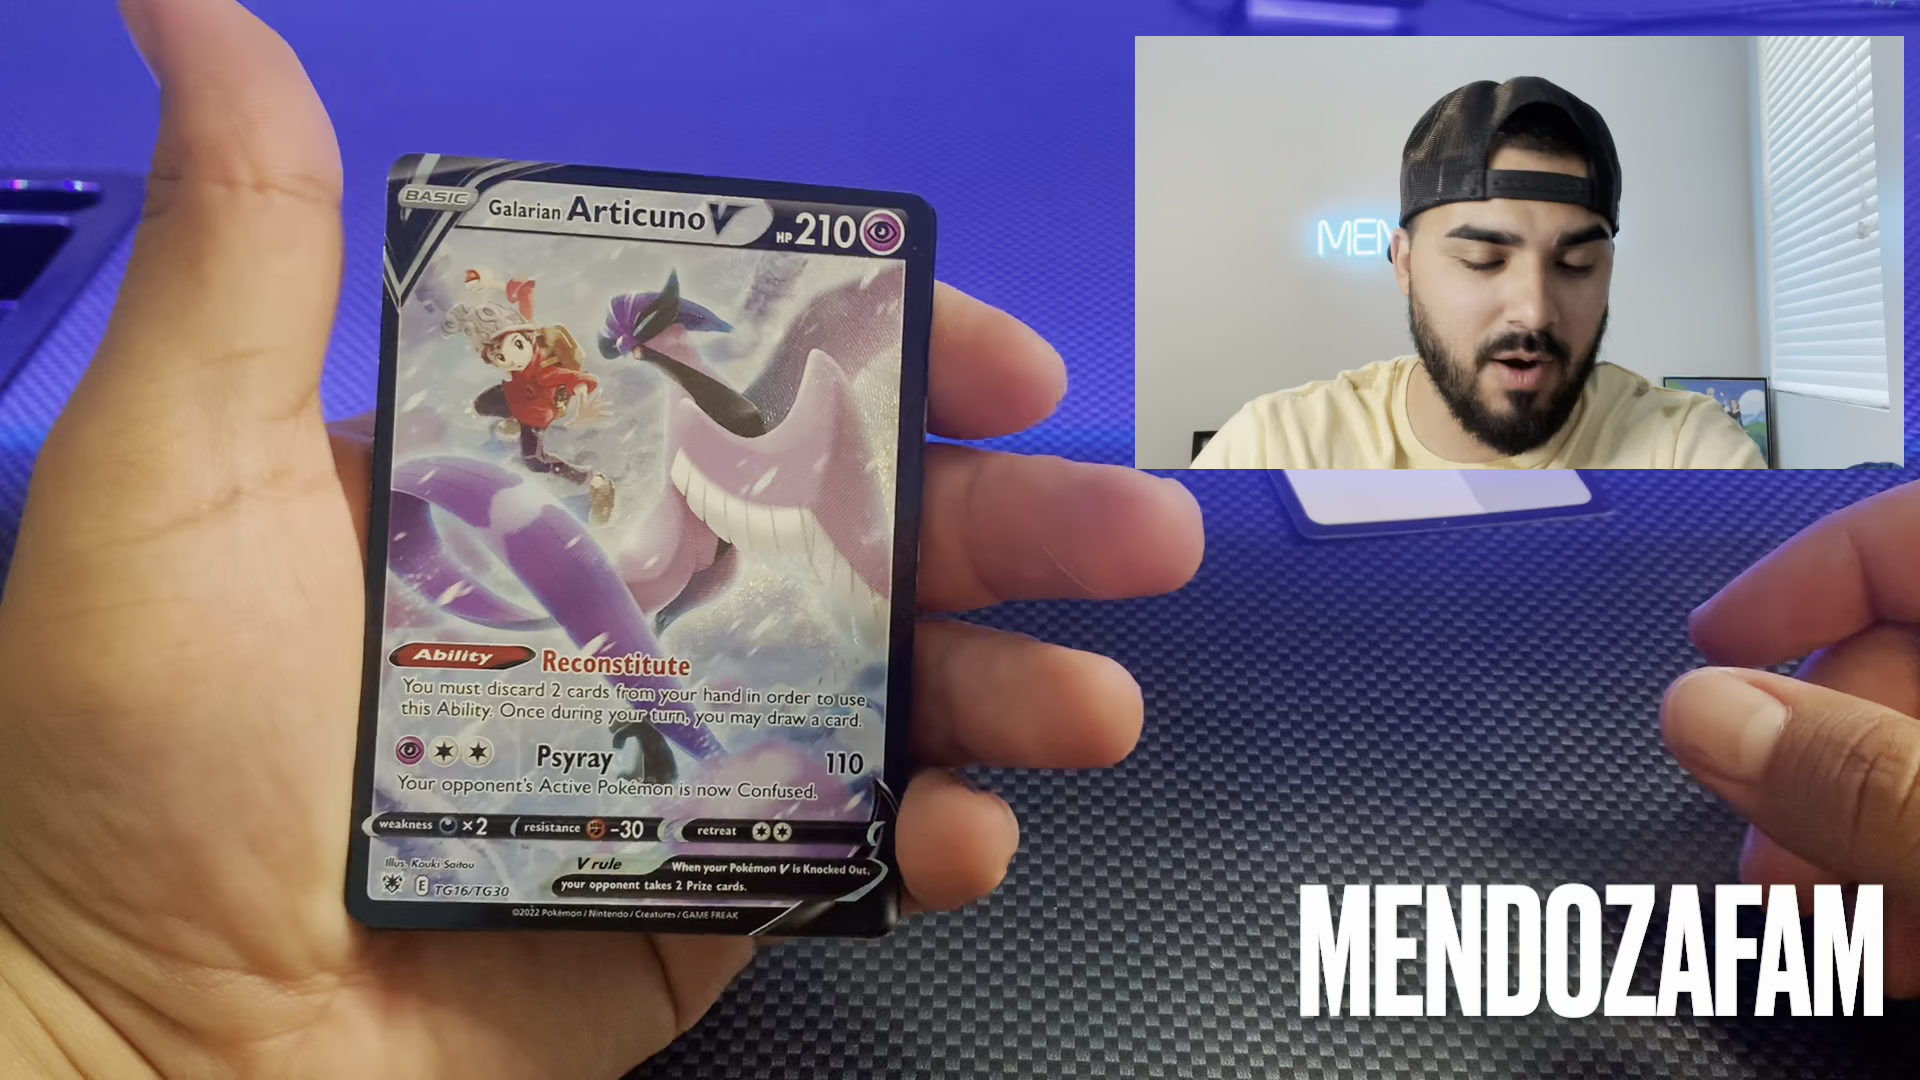 BASIC
Galarian Articuno V HP 210
Ability Reconstitute
You must discard 2 cards from your hand in order to use
this Ability. Once during your turn, you may draw a card.
Psyray 110
Your opponent's Active Pokémon is now Confused.
weakness ×2 resistance -30 retreat
Illus. Kouki Saitou
V rule When your Pokémon V is Knocked Out,
your opponent takes 2 Prize cards.
E TG16/TG30
©2022 Pokémon / Nintendo / Creatures / GAME FREAK
MEN
MENDOZAFAM